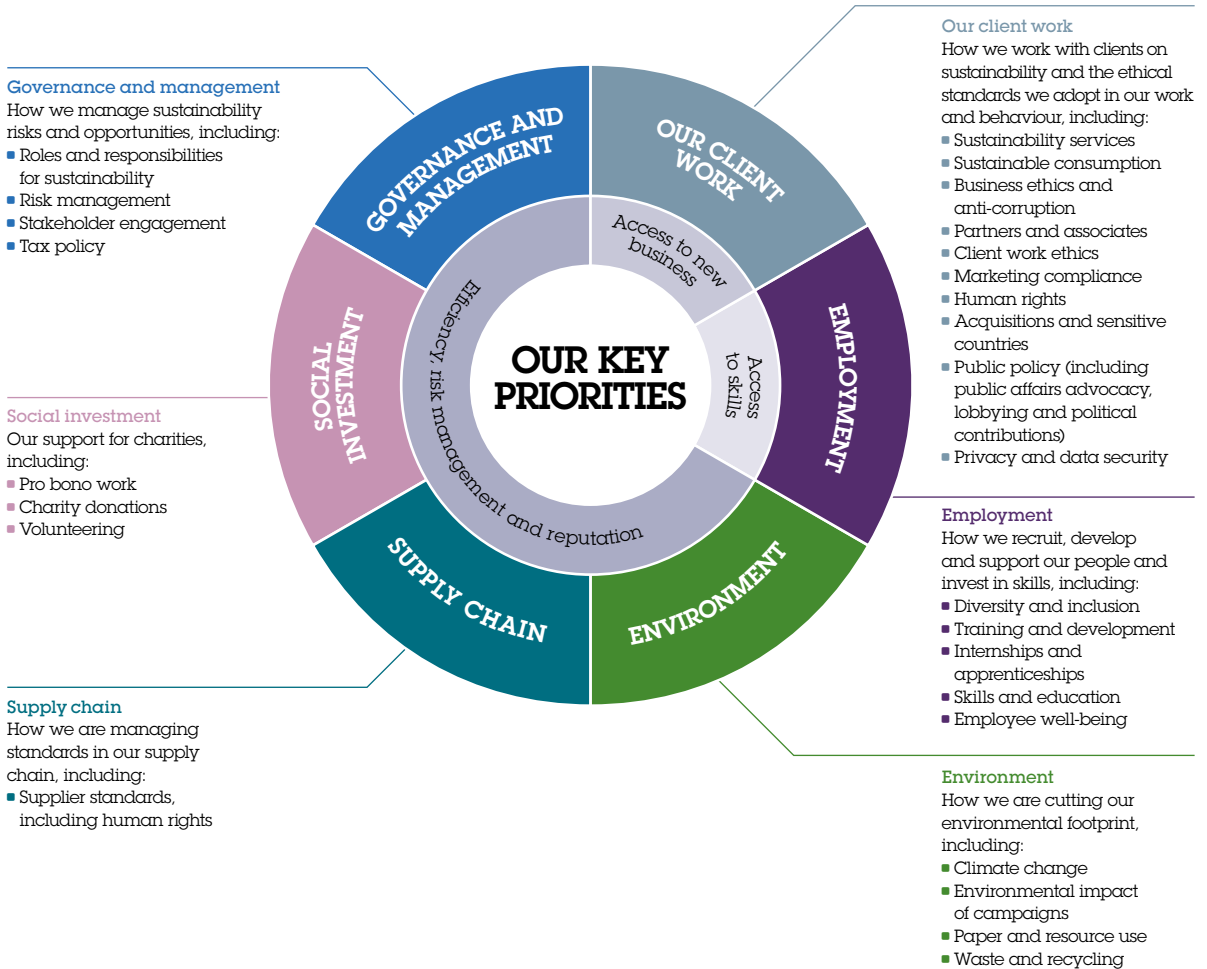 Governance and management
How we manage sustainability
risks and opportunities, including:
▪ Roles and responsibilities
for sustainability
▪ Risk management
▪ Stakeholder engagement
▪ Tax policy
Social investment
Our support for charities,
including:
▪ Pro bono work
▪ Charity donations
▪ Volunteering
Supply chain
How we are managing
standards in our supply
chain, including:
▪ Supplier standards,
including human rights
GOVERNANCE AND
MANAGEMENT
OUR CLIENT
WORK
EMPLOYMENT
ENVIRONMENT
SUPPLY CHAIN
SOCIAL
INVESTMENT
Access to new
business
Access
to skills
Efficiency, risk management and reputation
OUR KEY
PRIORITIES
Our client work
How we work with clients on
sustainability and the ethical
standards we adopt in our work
and behaviour, including:
▪ Sustainability services
▪ Sustainable consumption
▪ Business ethics and
anti-corruption
▪ Partners and associates
▪ Client work ethics
▪ Marketing compliance
▪ Human rights
▪ Acquisitions and sensitive
countries
▪ Public policy (including
public affairs advocacy,
lobbying and political
contributions)
▪ Privacy and data security
Employment
How we recruit, develop
and support our people and
invest in skills, including:
▪ Diversity and inclusion
▪ Training and development
▪ Internships and
apprenticeships
▪ Skills and education
▪ Employee well-being
Environment
How we are cutting our
environmental footprint,
including:
▪ Climate change
▪ Environmental impact
of campaigns
▪ Paper and resource use
▪ Waste and recycling